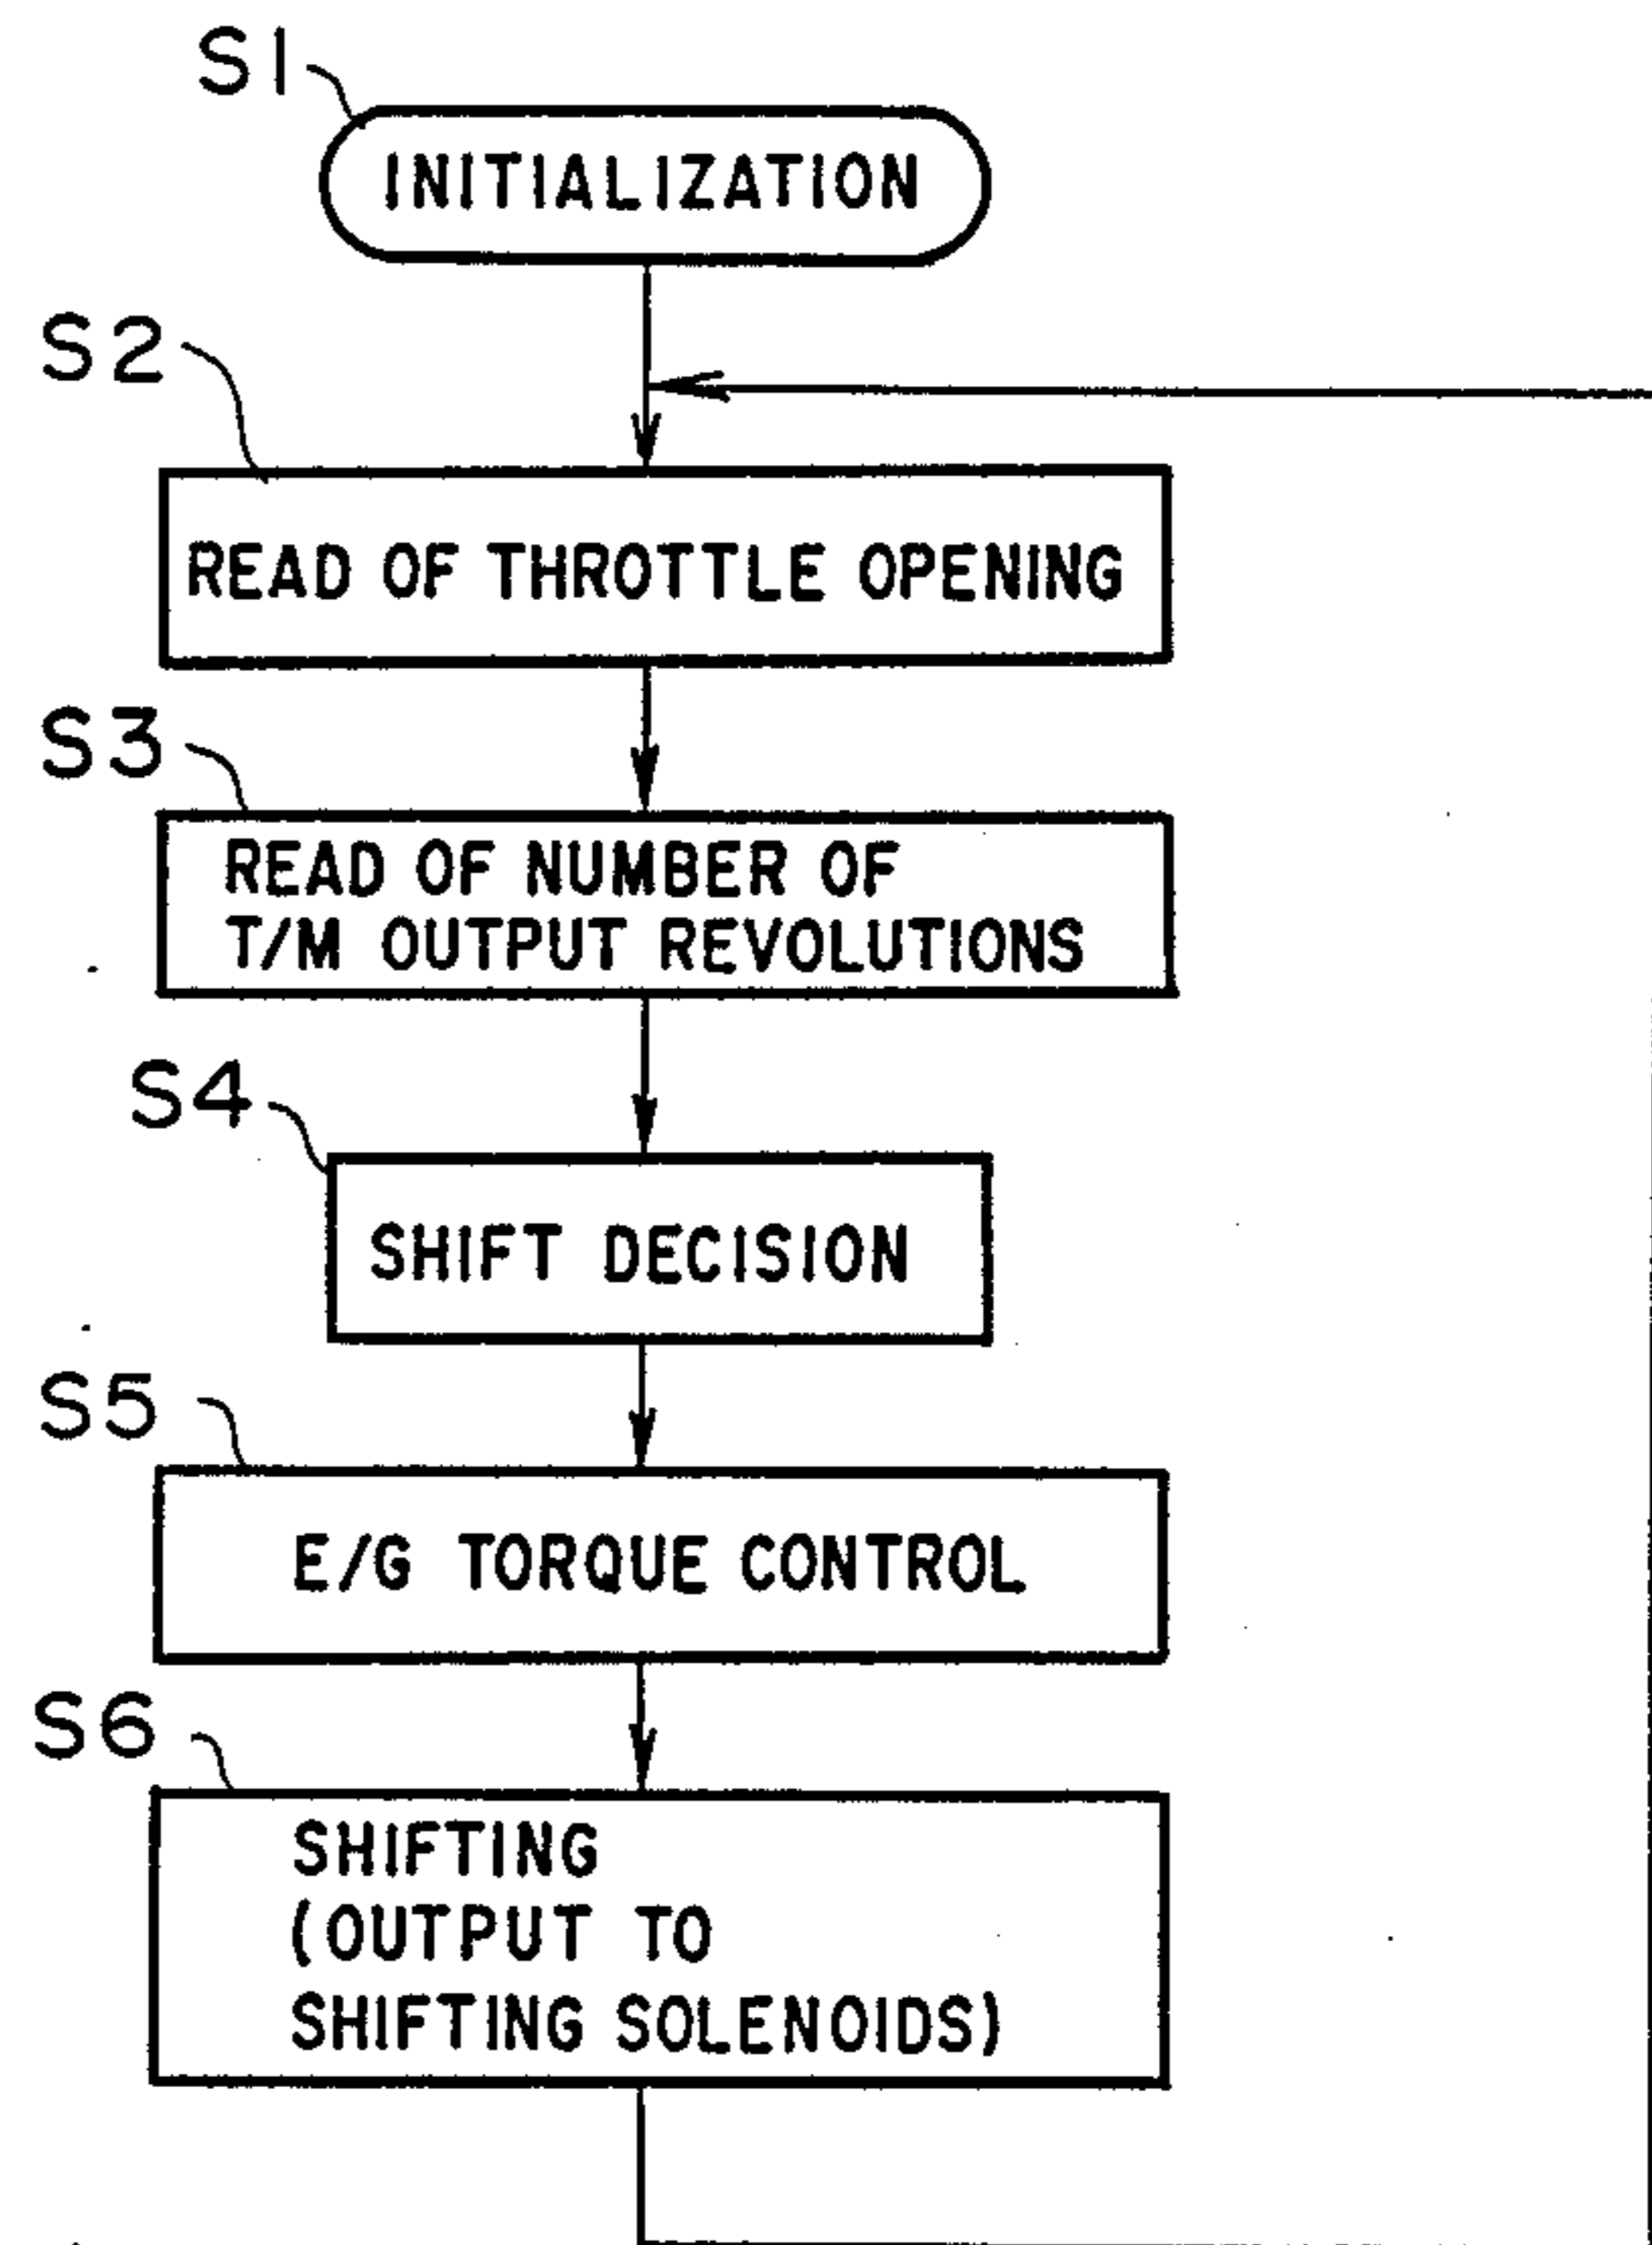 S1
INITIALIZATION
S2
READ OF THROTTLE OPENING
S3
READ OF NUMBER OF
T/M OUTPUT REVOLUTIONS
S4
SHIFT DECISION
S5
E/G TORQUE CONTROL
S6
SHIFTING
(OUTPUT TO
SHIFTING SOLENOIDS)